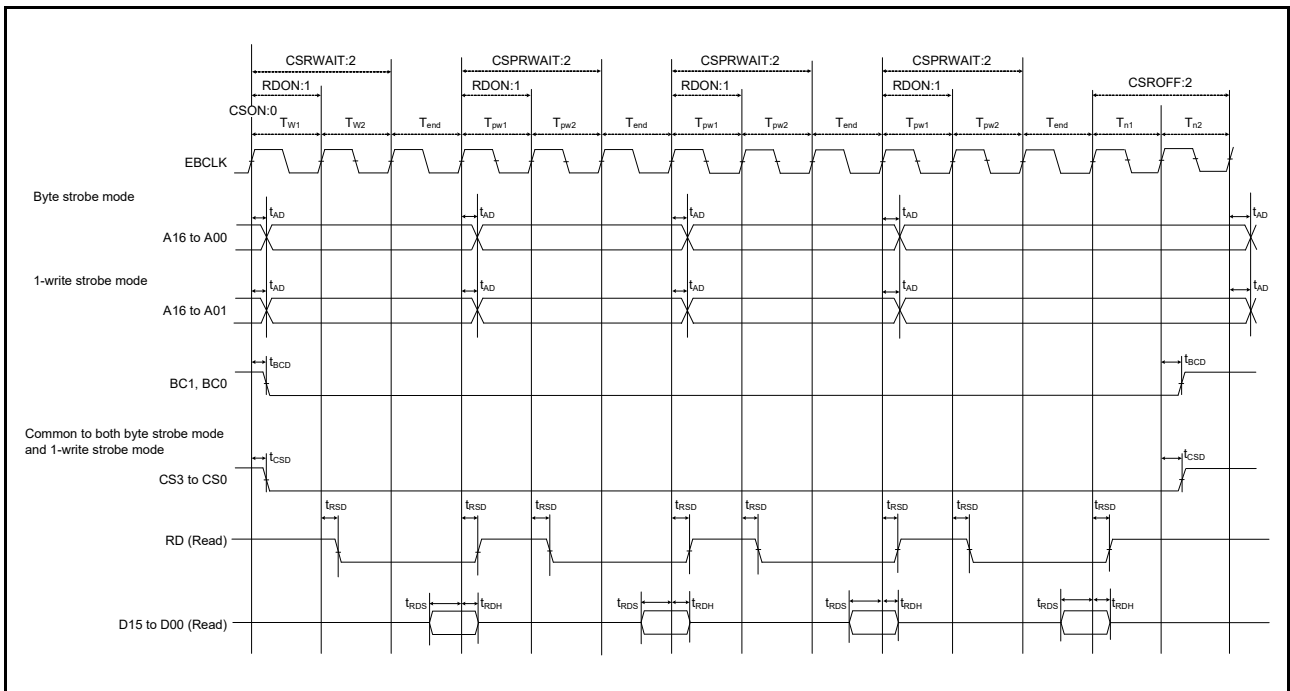 CSRWAIT:2 CSPRWAIT:2 CSPRWAIT:2 CSPRWAIT:2
RDON:1 RDON:1 RDON:1 RDON:1 CSROFF:2
CSON:0
TW1 TW2 Tend Tpw1 Tpw2 Tend Tpw1 Tpw2 Tend Tpw1 Tpw2 Tend Tn1 Tn2
EBCLK
Byte strobe mode
tAD tAD tAD tAD tAD
A16 to A00
1-write strobe mode
tAD tAD tAD tAD tAD
A16 to A01
tBCD tBCD
BC1, BC0
Common to both byte strobe mode
and 1-write strobe mode
tCSD tCSD
CS3 to CS0
tRSD tRSD tRSD tRSD tRSD tRSD tRSD tRSD
RD (Read)
tRDS tRDH tRDS tRDH tRDS tRDH tRDS tRDH
D15 to D00 (Read)